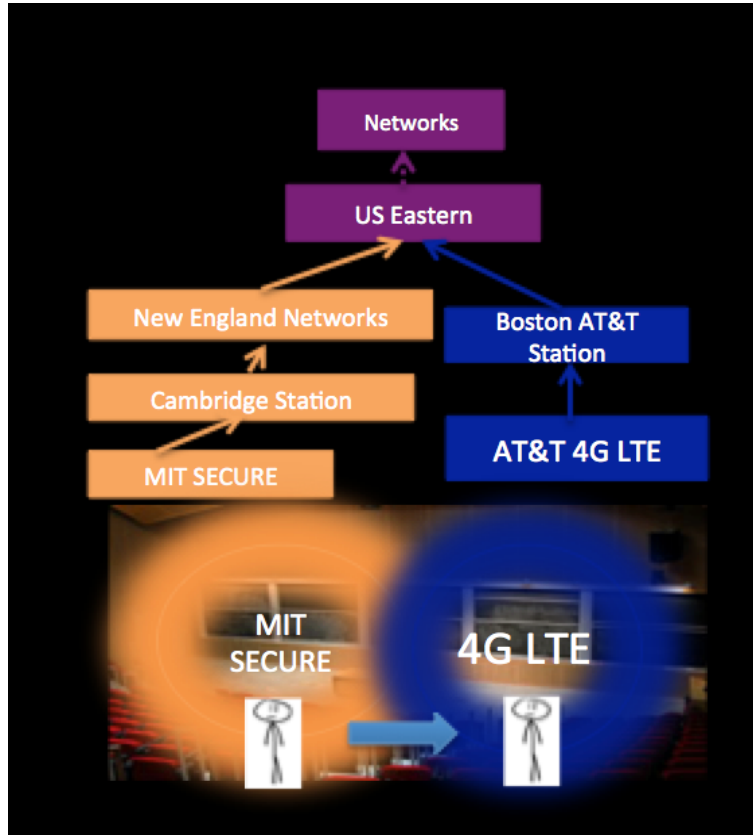 Networks
US Eastern
New England Networks
Boston AT&T
Station
Cambridge Station
AT&T 4G LTE
MIT SECURE
MIT
SECURE
4G LTE